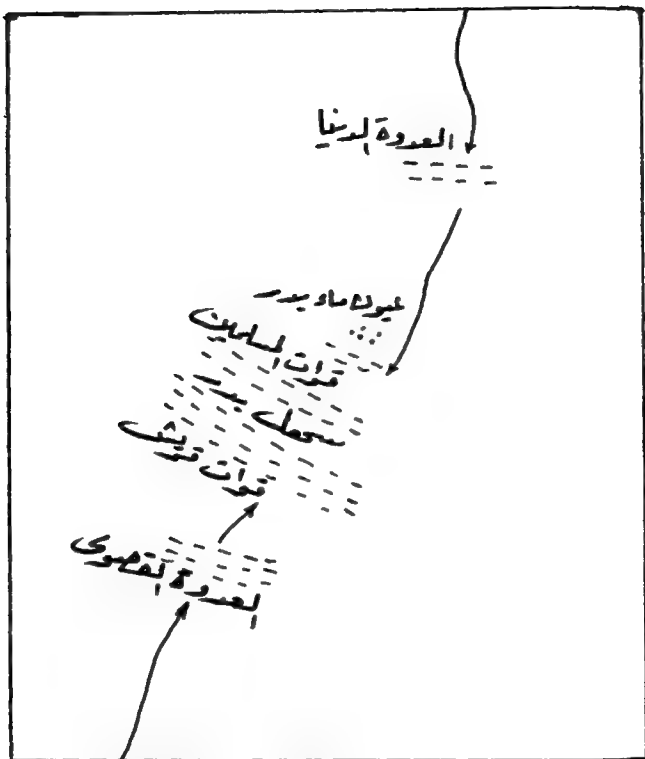 العدوة الدنيا
عيون ماء بدر
قوات المسلمين
سهل بدر
قوات قريش
العدوة القصوى